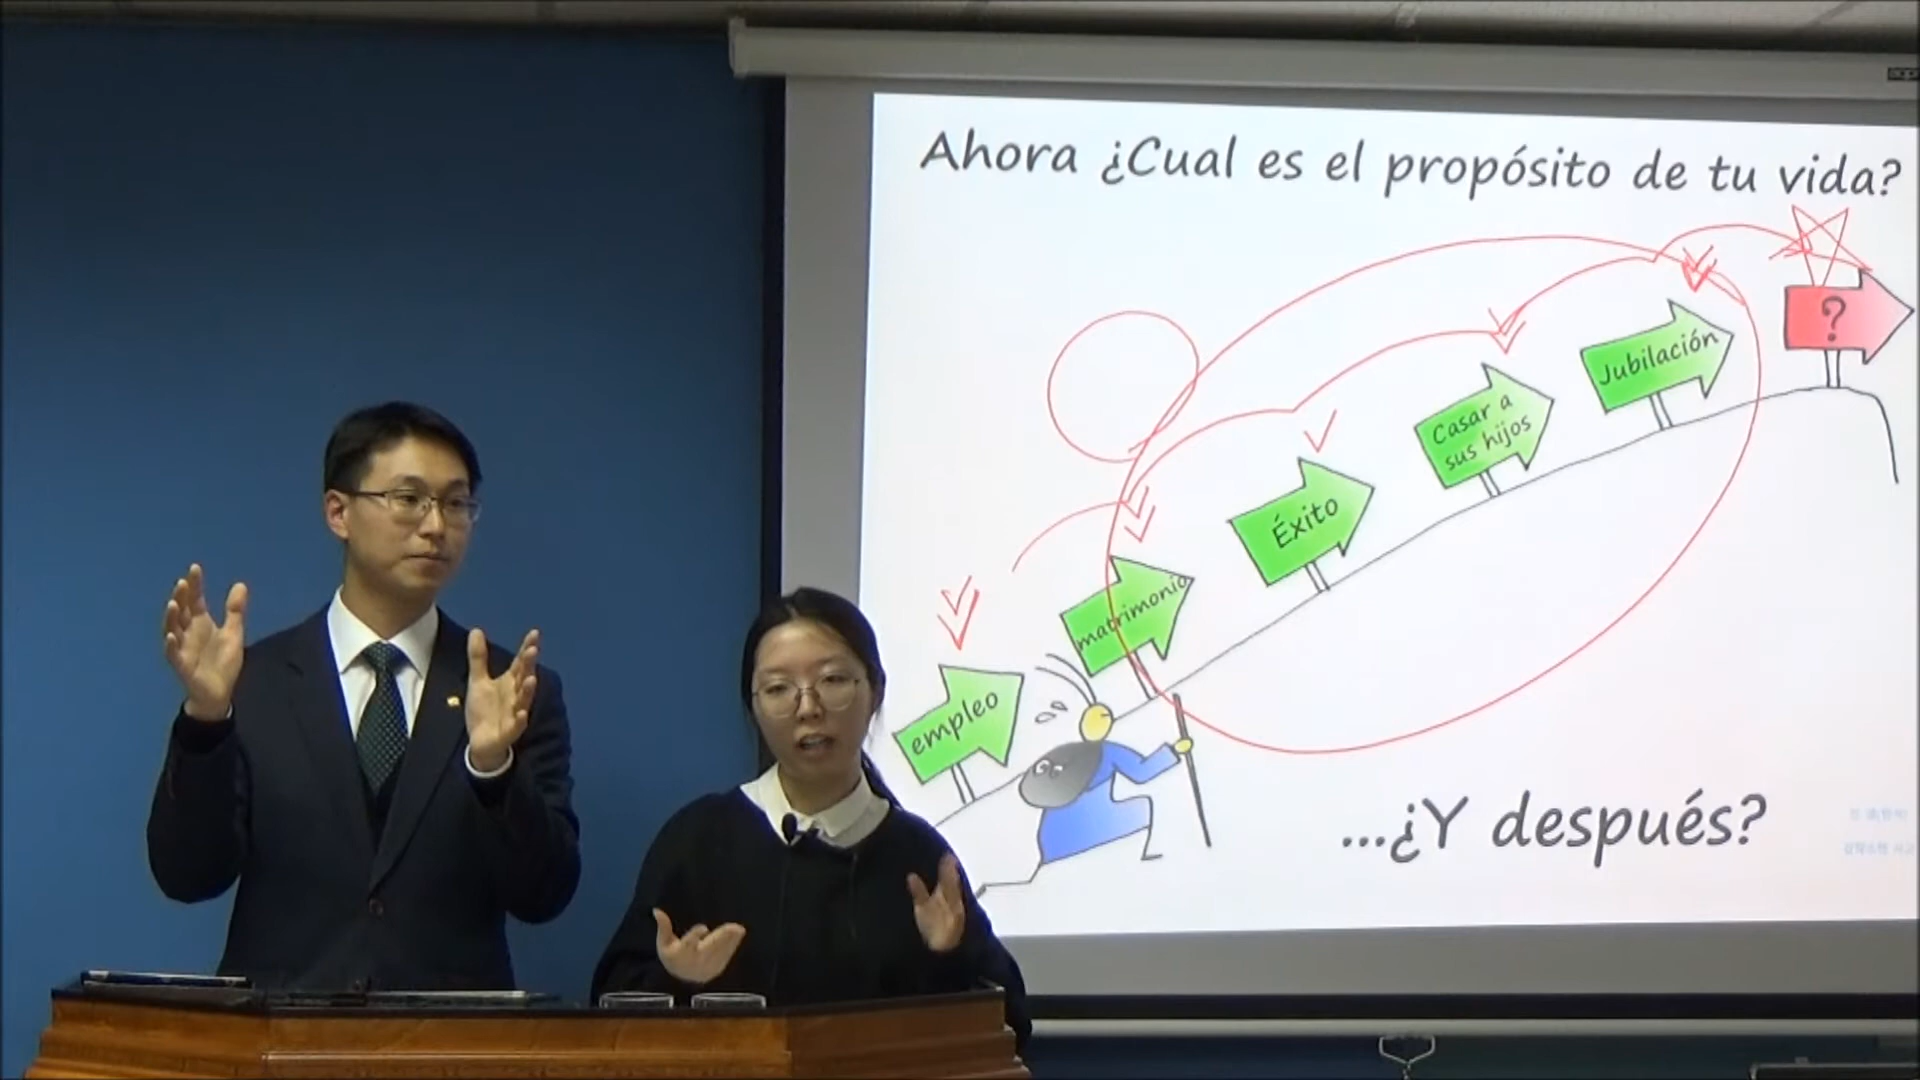 Ahora ¿Cual es el propósito de tu vida?
?
Jubilación
Casar a
sus hijos
Éxito
matrimonio
empleo
...¿Y después?